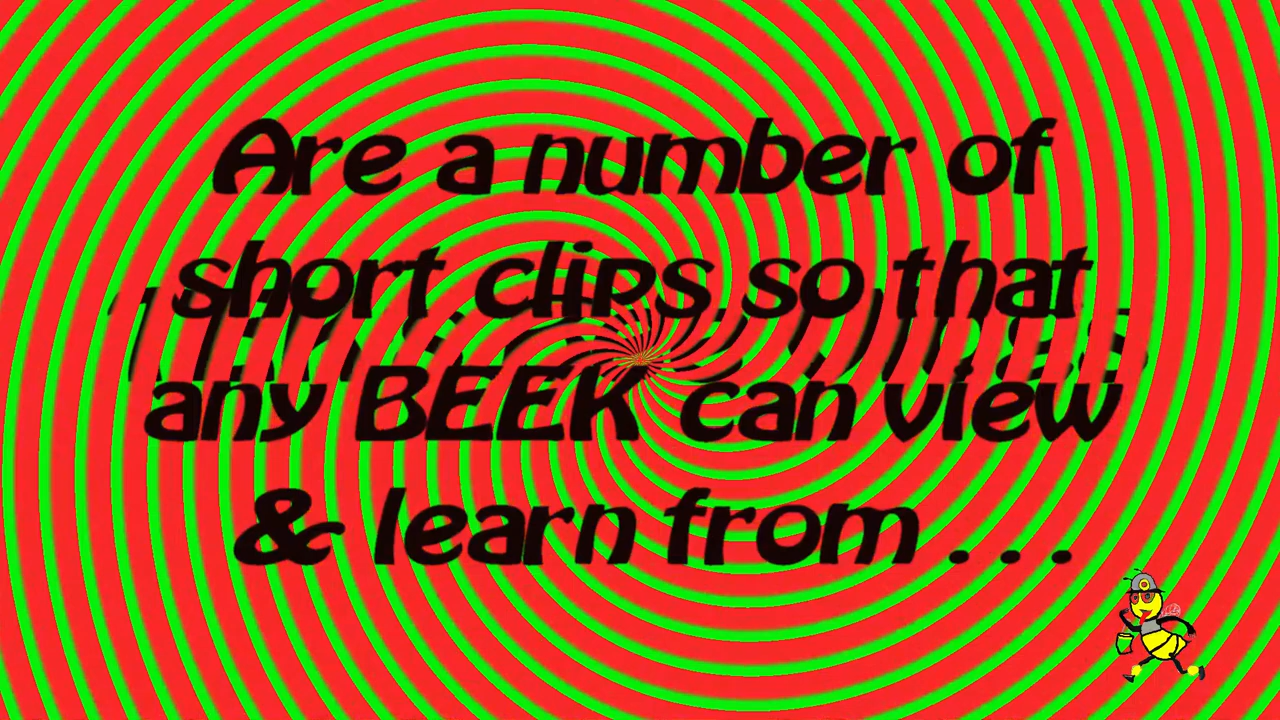 Are a number of
short clips so that
any BEEK can view
& learn from . . .